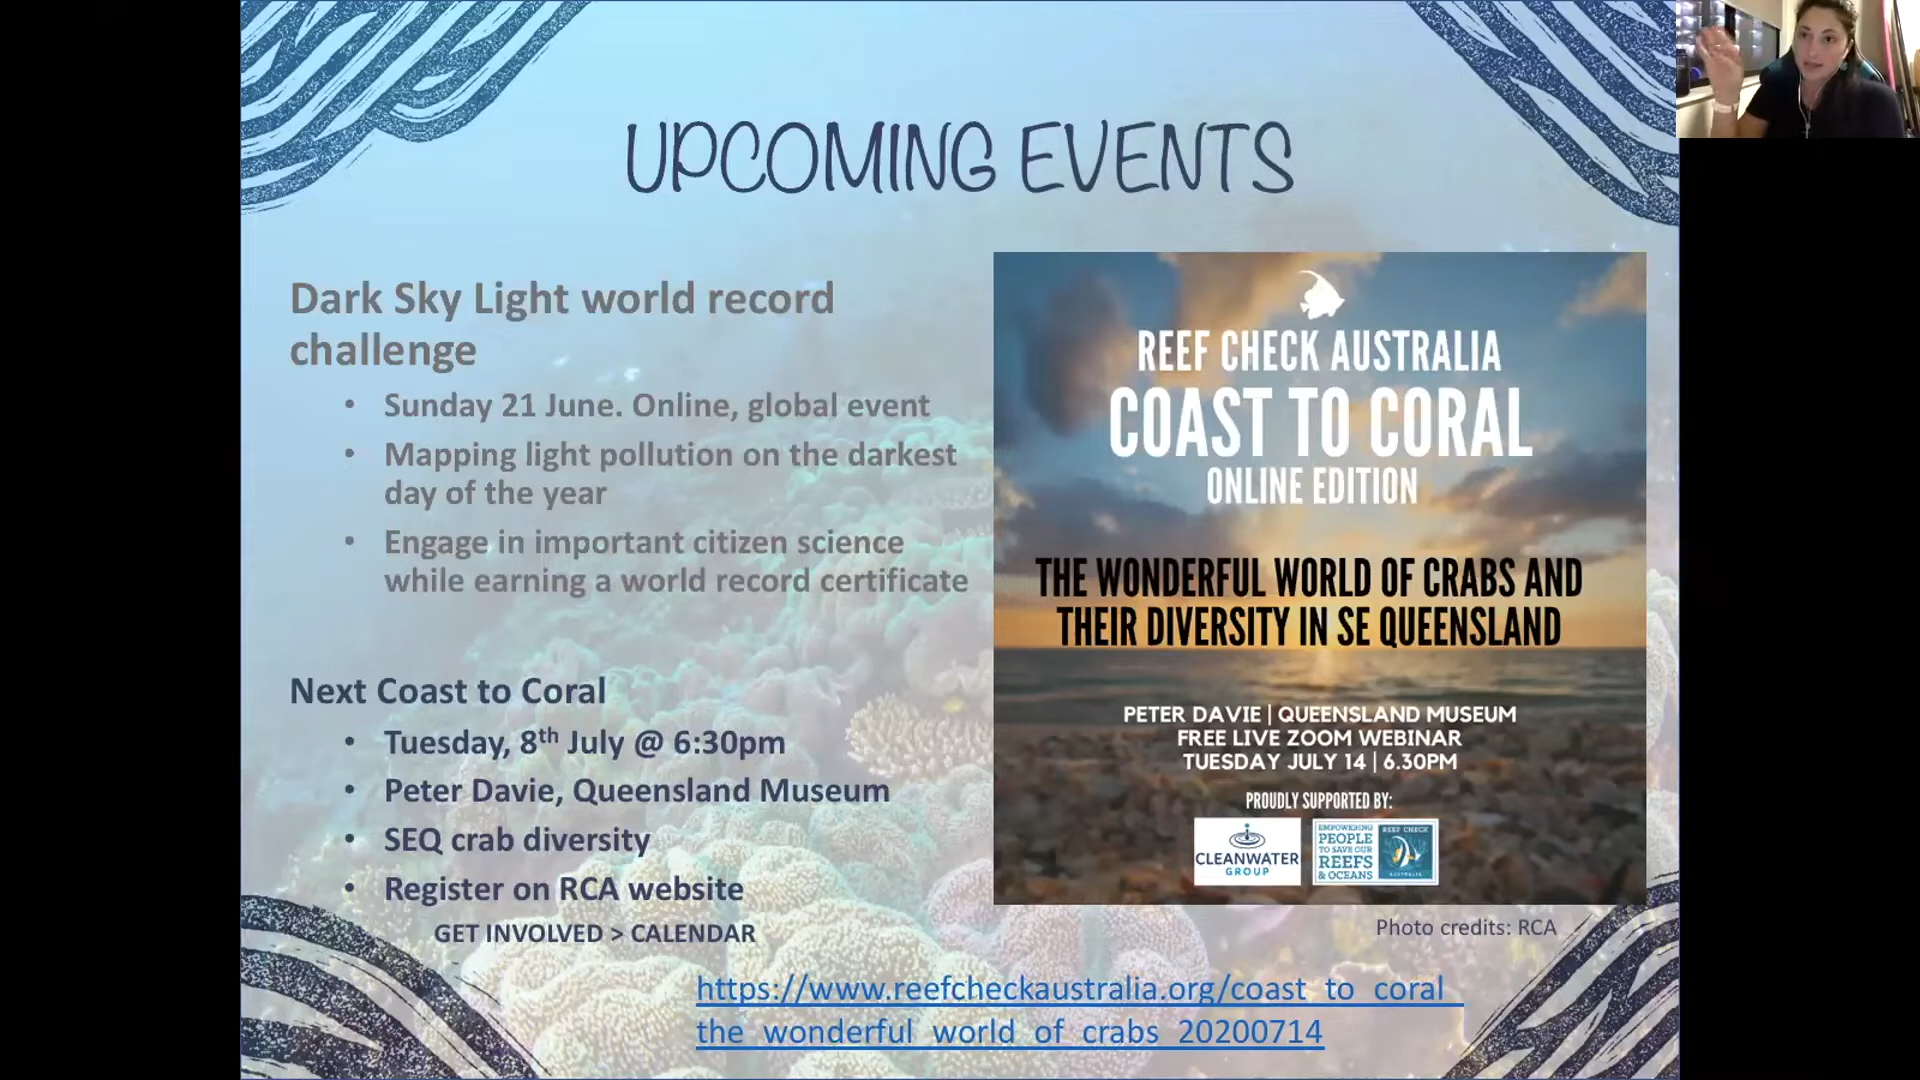 UPCOMING EVENTS
Dark Sky Light world record
challenge
• Sunday 21 June. Online, global event
• Mapping light pollution on the darkest
day of the year
• Engage in important citizen science
while earning a world record certificate
Next Coast to Coral
• Tuesday, 8th July @ 6:30pm
• Peter Davie, Queensland Museum
• SEQ crab diversity
• Register on RCA website
GET INVOLVED > CALENDAR
REEF CHECK AUSTRALIA
COAST TO CORAL
ONLINE EDITION
THE WONDERFUL WORLD OF CRABS AND
THEIR DIVERSITY IN SE QUEENSLAND
PETER DAVIE | QUEENSLAND MUSEUM
FREE LIVE ZOOM WEBINAR
TUESDAY JULY 14 | 6.30PM
PROUDLY SUPPORTED BY:
CLEANWATER
GROUP
EMPOWERING
PEOPLE
TO SAVE OUR
REEFS
& OCEANS
REEF CHECK
AUSTRALIA
Photo credits: RCA
https://www.reefcheckaustralia.org/coast_to_coral_
the_wonderful_world_of_crabs_20200714